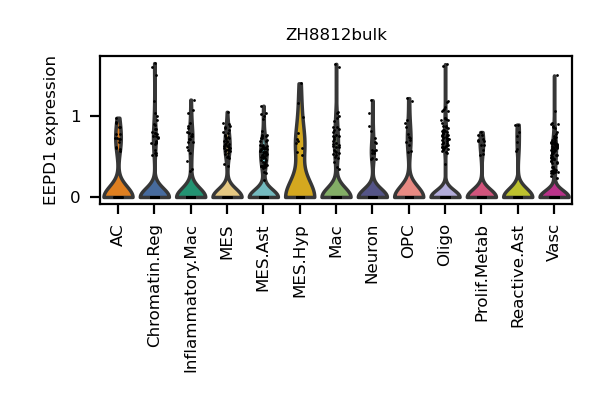 ZH8812bulk
EEPD1 expression
1
0
AC
Chromatin.Reg
Inflammatory.Mac
MES
MES.Ast
MES.Hyp
Mac
Neuron
OPC
Oligo
Prolif.Metab
Reactive.Ast
Vasc